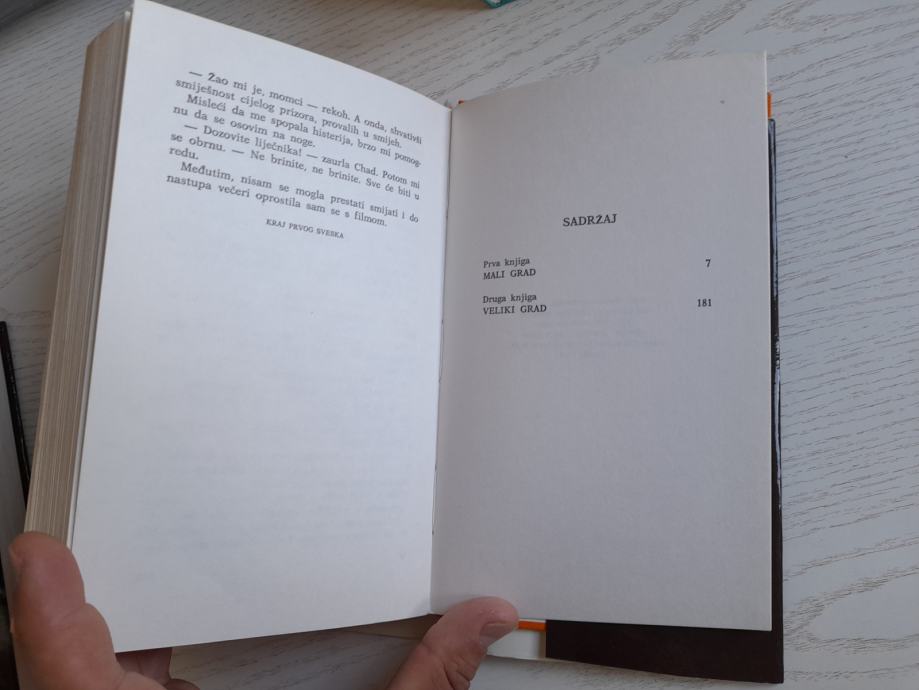 — Žao mi je, momci — rekoh. A onda, shvativši
smiješnost cijelog prizora, provalih u smijeh.
Misleći da me spopala histerija, brzo mi pomog-
nu da se osovim na noge.
— Dozovite liječnika! — zaurla Chad. Potom mi
se obrnu. — Ne brinite, ne brinite. Sve će biti u
redu.
Međutim, nisam se mogla prestati smijati i do
nastupa večeri oprostila sam se s filmom.
KRAJ PRVOG SVESKA
SADRŽAJ
Prva knjiga
MALI GRAD 7
Druga knjiga
VELIKI GRAD 181